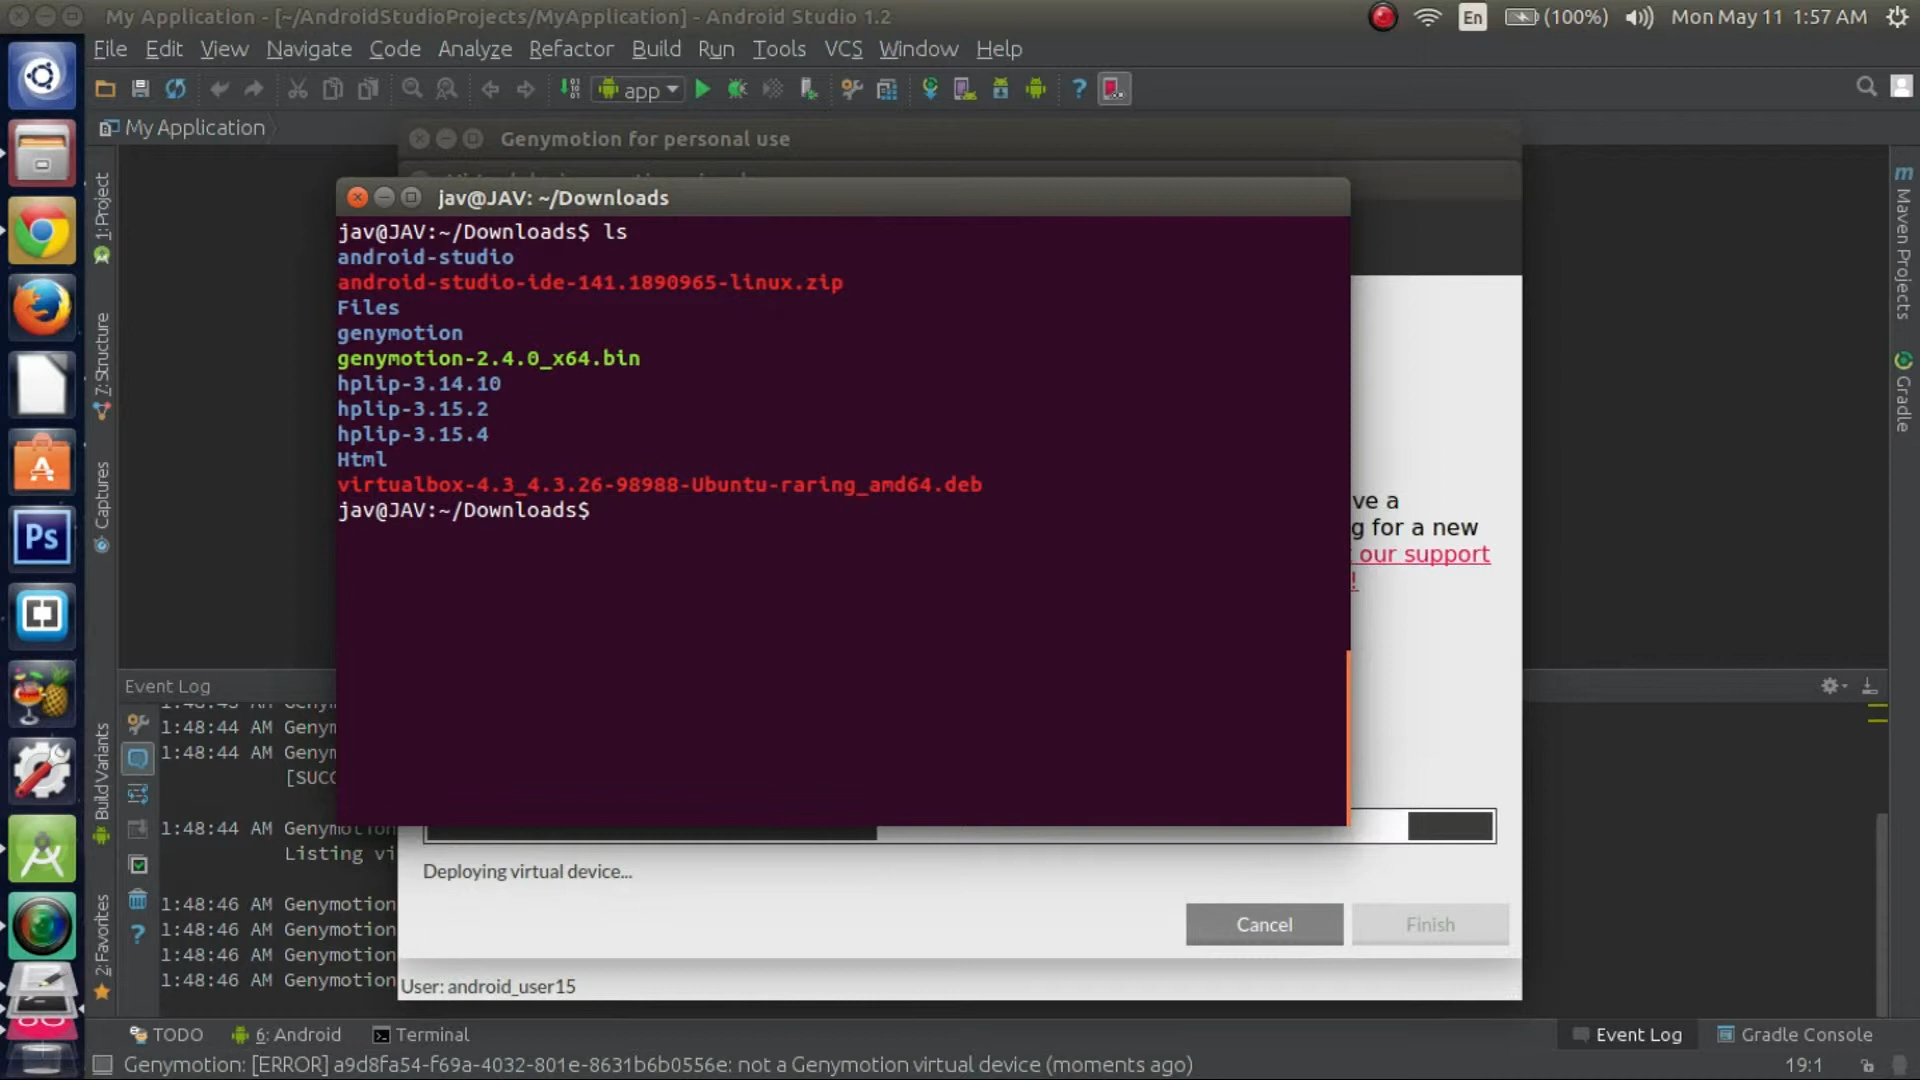 My Application - [~/AndroidStudioProjects/MyApplication] - Android Studio 1.2
En (100%) Mon May 11 1:57 AM
File Edit View Navigate Code Analyze Refactor Build Run Tools VCS Window Help
app
?
My Application
Genymotion for personal use
jav@JAV: ~/Downloads
jav@JAV:~/Downloads$ ls
android-studio
android-studio-ide-141.1890965-linux.zip
Files
genymotion
genymotion-2.4.0_x64.bin
hplip-3.14.10
hplip-3.15.2
hplip-3.15.4
Html
virtualbox-4.3_4.3.26-98988-Ubuntu-raring_amd64.deb
jav@JAV:~/Downloads$
ve a
g for a new
our support
!
1: Project
7: Structure
Captures
Build Variants
2: Favorites
Maven Projects
Gradle
Ps
Event Log
1:48:44 AM Genym
1:48:44 AM Genym
[SUCC
1:48:44 AM Genymotion
Listing vi
1:48:46 AM Genymotion
1:48:46 AM Genymotion
1:48:46 AM Genymotion
1:48:46 AM Genymotion
Deploying virtual device...
Cancel Finish
User: android_user15
TODO 6: Android Terminal Event Log Gradle Console
Genymotion: [ERROR] a9d8fa54-f69a-4032-801e-8631b6b0556e: not a Genymotion virtual device (moments ago) 19:1